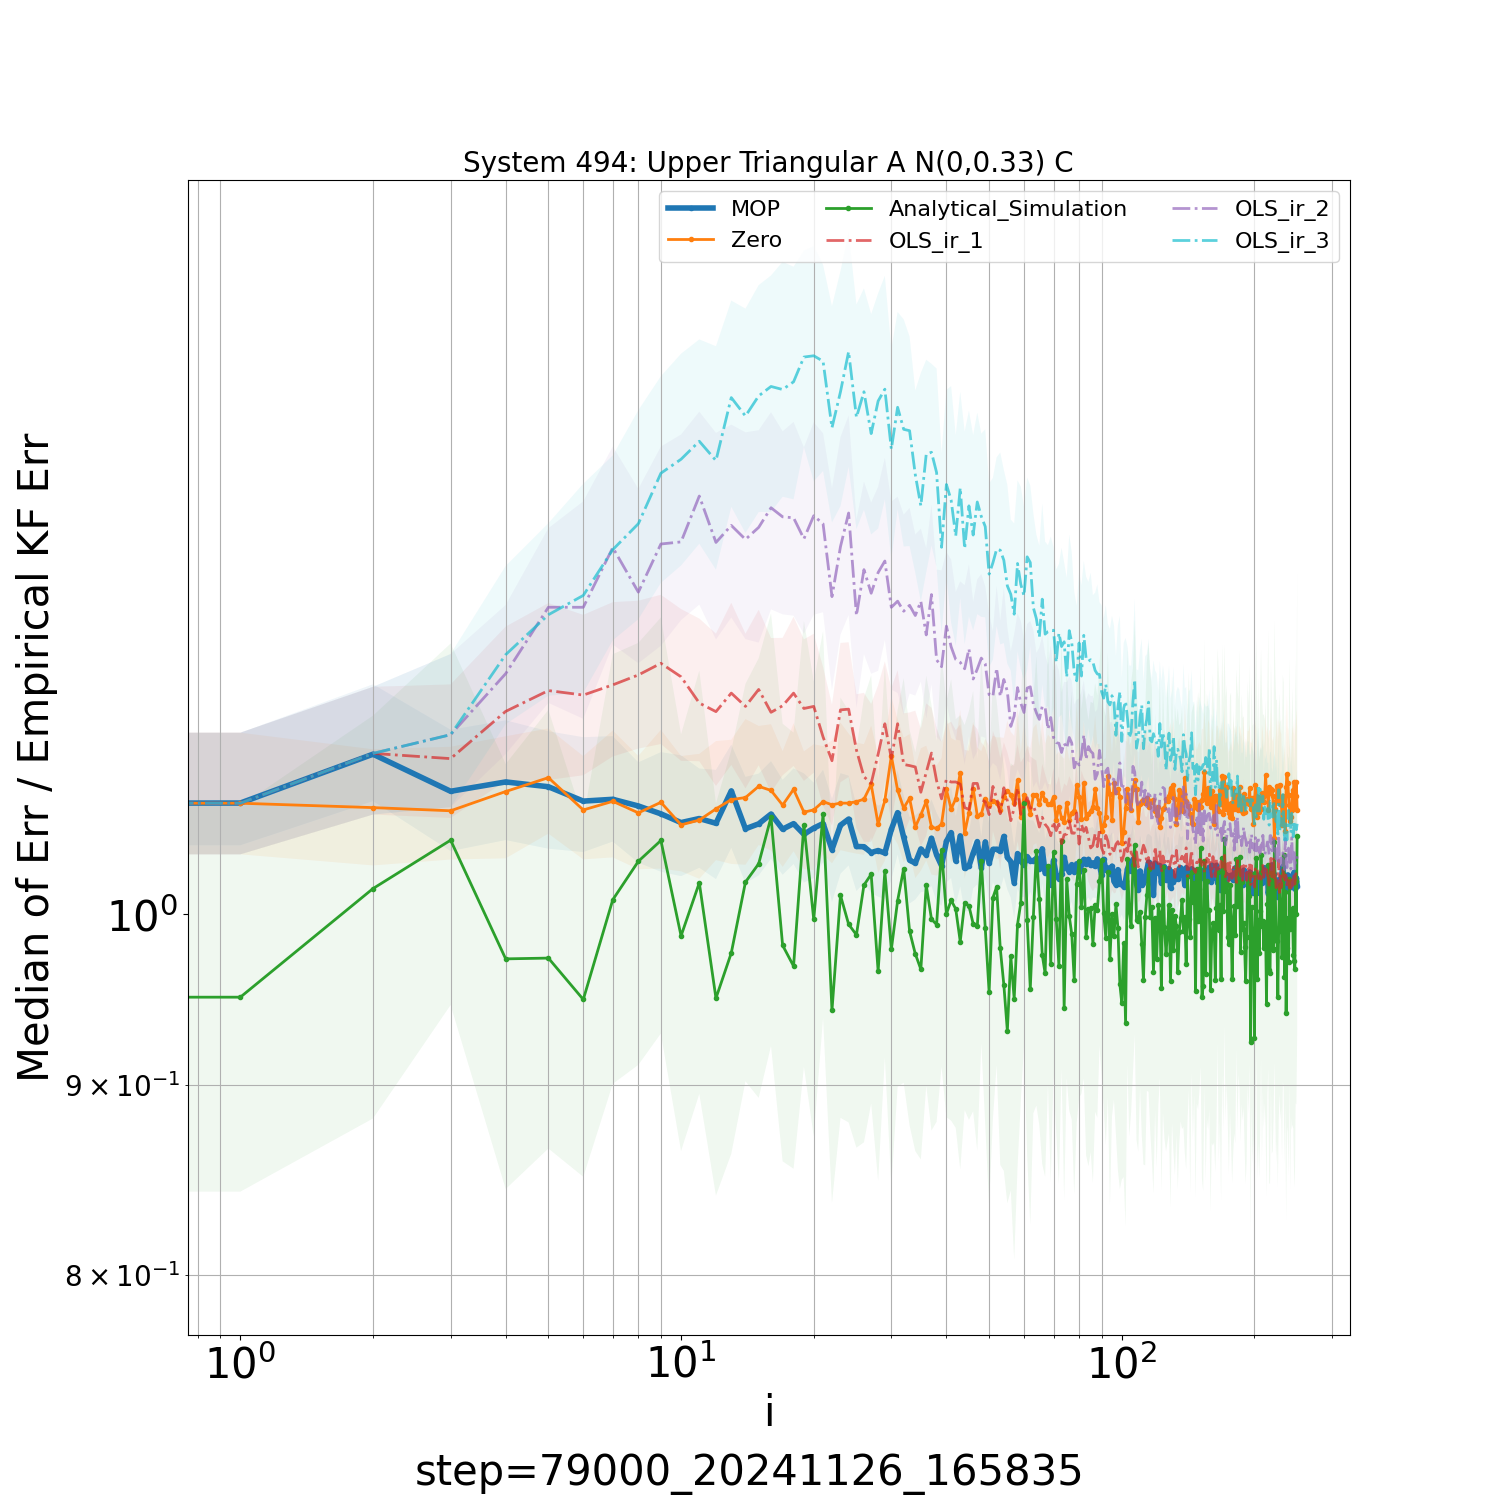 System 494: Upper Triangular A N(0,0.33) C
MOP
Zero
Analytical_Simulation
OLS_ir_1
OLS_ir_2
OLS_ir_3
Median of Err / Empirical KF Err
10⁰
9 × 10⁻¹
8 × 10⁻¹
10⁰ 10¹ 10²
i
step=79000_20241126_165835